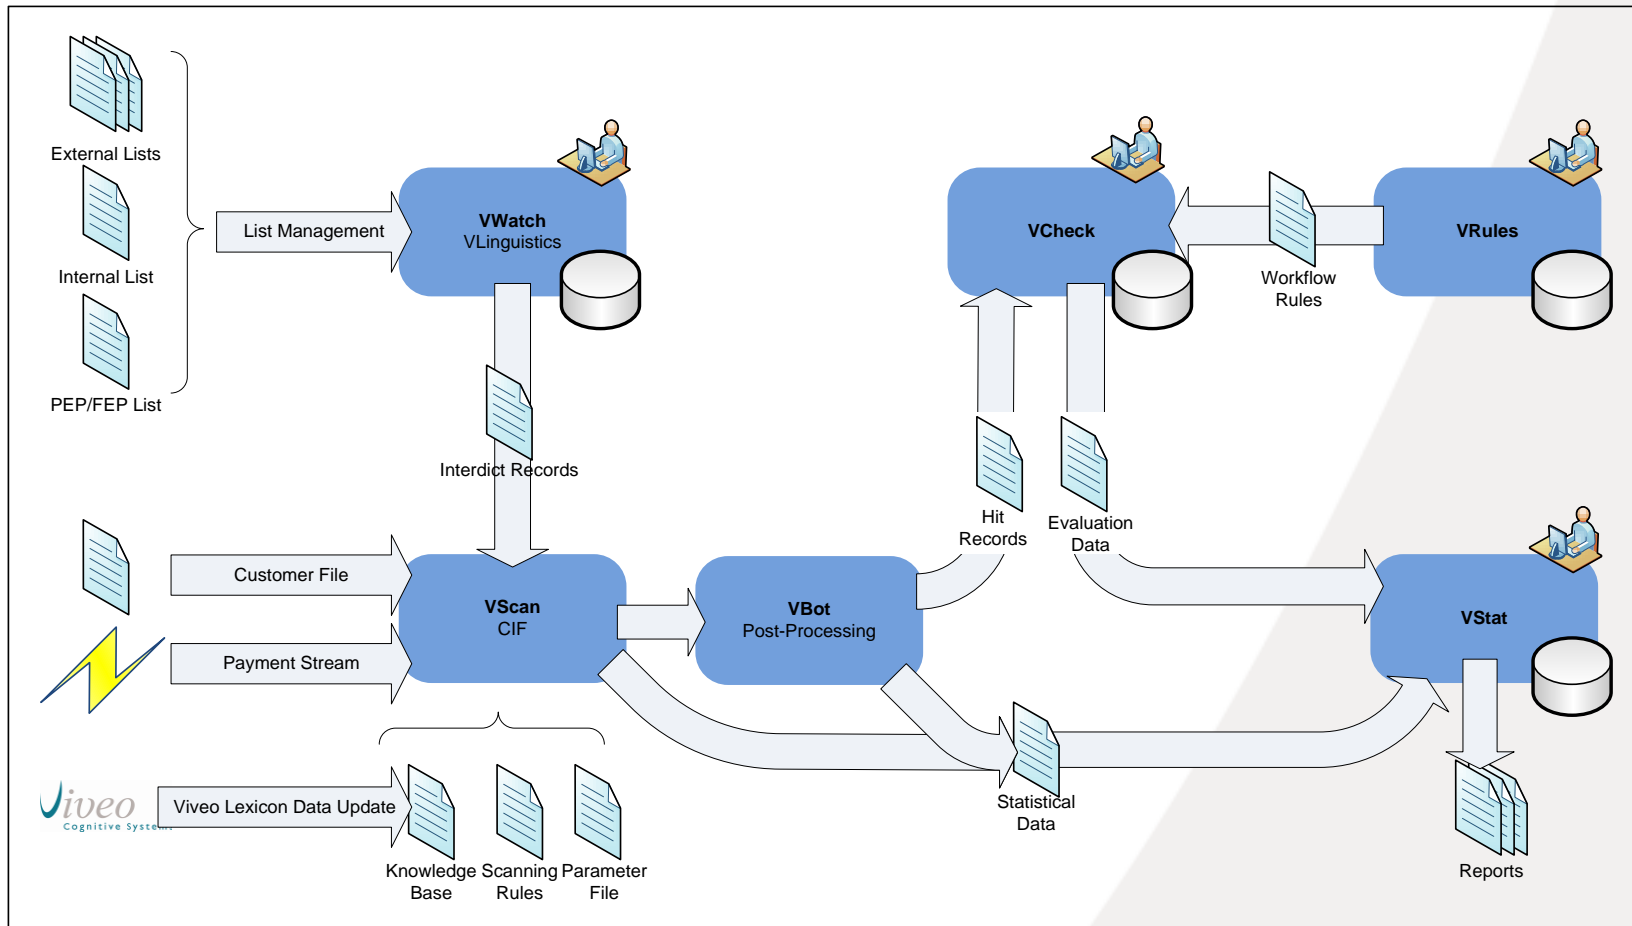 External Lists
Internal List
PEP/FEP List
List Management
VWatch
VLinguistics
VCheck
Workflow
Rules
VRules
Interdict Records
Hit
Records
Evaluation
Data
Customer File
Payment Stream
VScan
CIF
VBot
Post-Processing
VStat
Viveo
Cognitive System
Viveo Lexicon Data Update
Knowledge
Base
Scanning
Rules
Parameter
File
Statistical
Data
Reports